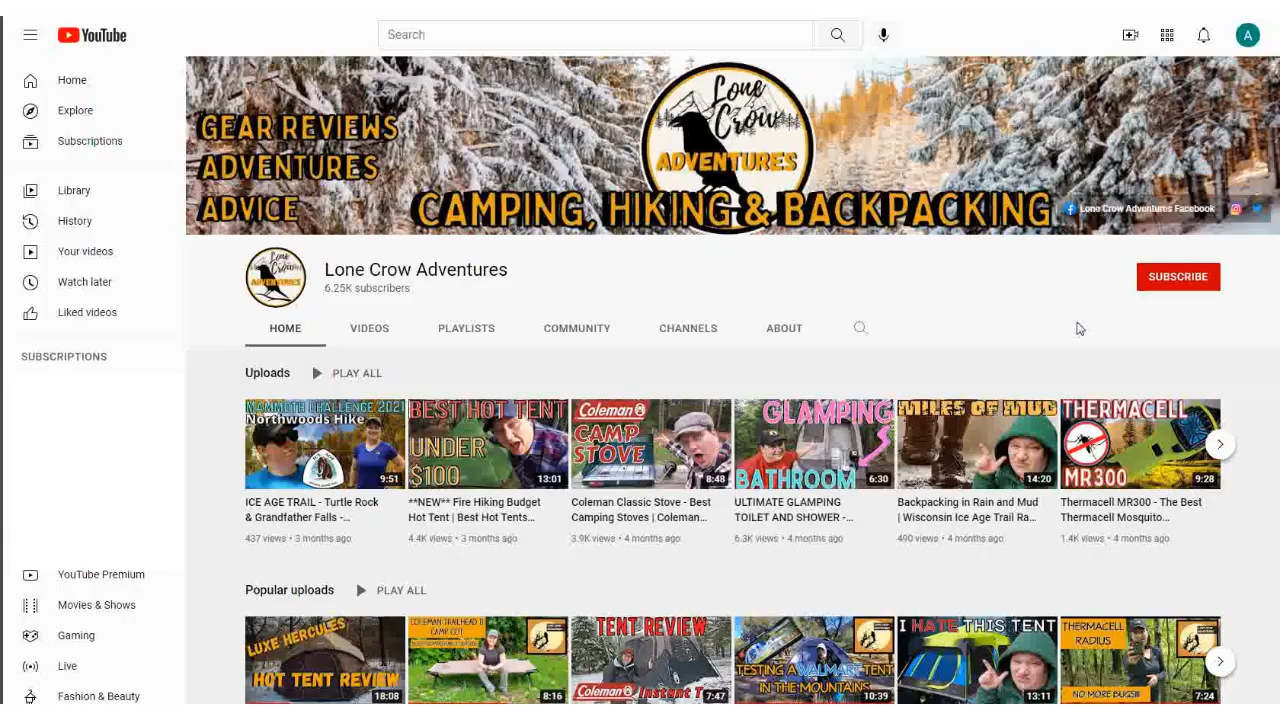 YouTube
Search
A
Home
Explore
Subscriptions
Library
History
Your videos
Watch later
Liked videos
SUBSCRIPTIONS
YouTube Premium
Movies & Shows
Gaming
Live
Fashion & Beauty
GEAR REVIEWS
ADVENTURES
ADVICE
Lone
Crow
ADVENTURES
CAMPING, HIKING & BACKPACKING
Lone Crow Adventures Facebook
Lone
Crow
ADVENTURES
Lone Crow Adventures
6.25K subscribers
SUBSCRIBE
HOME VIDEOS PLAYLISTS COMMUNITY CHANNELS ABOUT
Uploads PLAY ALL
MAMMOTH CHALLENGE 2021
Northwoods Hike
9:51
BEST HOT TENT
UNDER
$100
13:01
Coleman
CAMP
STOVE
8:48
GLAMPING
BATHROOM
6:30
MILES OF MUD
14:20
THERMACELL
MR300
9:28
ICE AGE TRAIL - Turtle Rock
& Grandfather Falls -...
437 views • 3 months ago
**NEW** Fire Hiking Budget
Hot Tent | Best Hot Tents...
4.4K views • 3 months ago
Coleman Classic Stove - Best
Camping Stoves | Coleman...
3.9K views • 4 months ago
ULTIMATE GLAMPING
TOILET AND SHOWER -...
6.3K views • 4 months ago
Backpacking in Rain and Mud
| Wisconsin Ice Age Trail Ra...
490 views • 4 months ago
Thermacell MR300 - The Best
Thermacell Mosquito...
1.4K views • 4 months ago
Popular uploads PLAY ALL
LUXE HERCULES
HOT TENT REVIEW
18:08
COLEMAN TRAILHEAD II
CAMP COT
8:16
TENT REVIEW
Coleman Instant T
7:47
TESTING A WALMART TENT
IN THE MOUNTAINS
10:39
I HATE THIS TENT
13:11
THERMACELL
RADIUS
NO MORE BUGS!!!
7:24